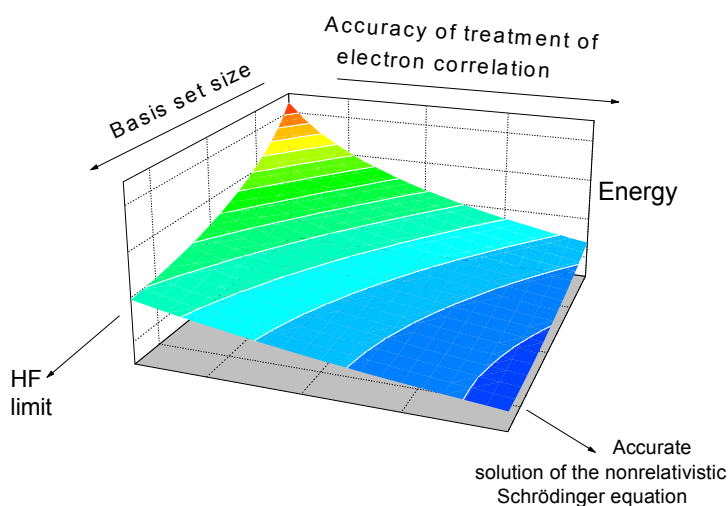 Accuracy of treatment of
electron correlation
Basis set size
Energy
HF
limit
Accurate
solution of the nonrelativistic
Schrödinger equation